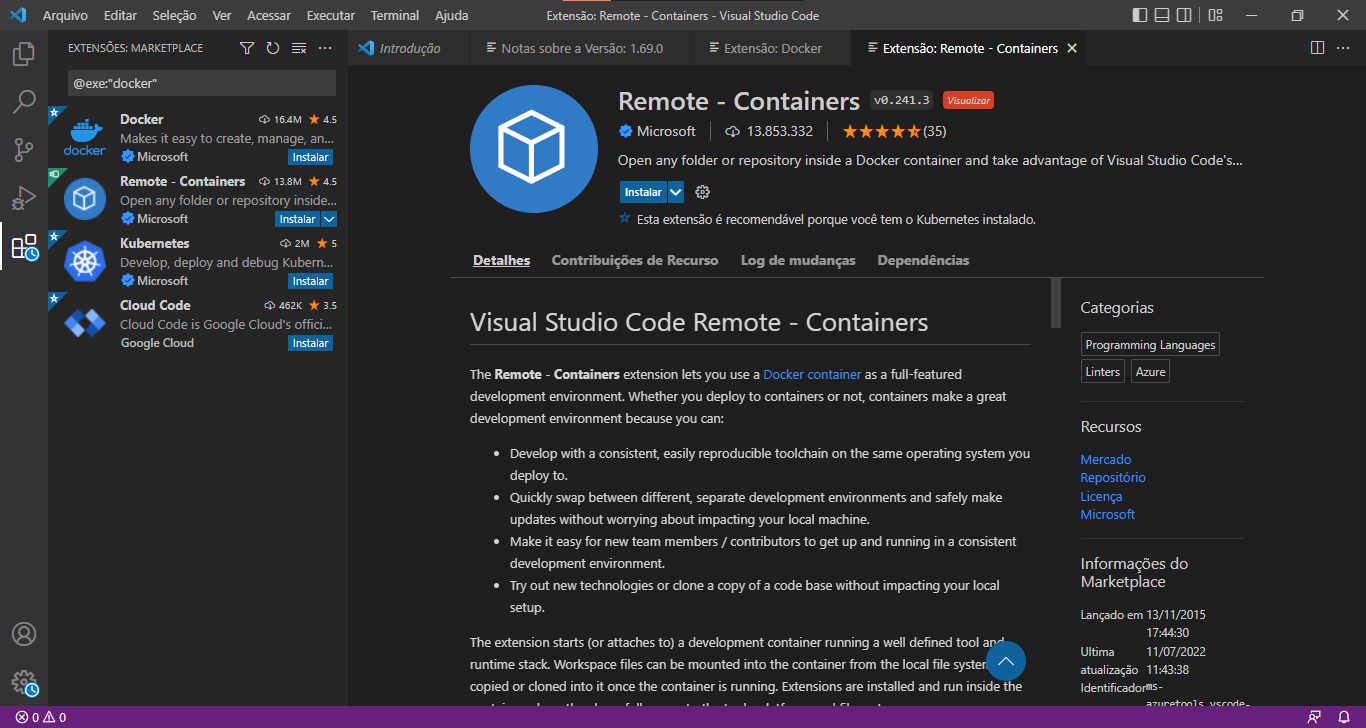 Arquivo Editar Seleção Ver Acessar Executar Terminal Ajuda
Extensão: Remote - Containers - Visual Studio Code
EXTENSÕES: MARKETPLACE
@exe:"docker"
Docker 16.4M 4.5
Makes it easy to create, manage, an...
docker
Microsoft Instalar
Remote - Containers 13.8M 4.5
Open any folder or repository inside...
Microsoft Instalar
Kubernetes 2M 5
Develop, deploy and debug Kubern...
Microsoft Instalar
Cloud Code 462K 3.5
Cloud Code is Google Cloud's offici...
Google Cloud Instalar
Introdução Notas sobre a Versão: 1.69.0 Extensão: Docker Extensão: Remote - Containers
Remote - Containers v0.241.3 Visualizar
Microsoft 13.853.332 (35)
Open any folder or repository inside a Docker container and take advantage of Visual Studio Code's...
Instalar
Esta extensão é recomendável porque você tem o Kubernetes instalado.
Detalhes Contribuições de Recurso Log de mudanças Dependências
Visual Studio Code Remote - Containers
The Remote - Containers extension lets you use a Docker container as a full-featured
development environment. Whether you deploy to containers or not, containers make a great
development environment because you can:
• Develop with a consistent, easily reproducible toolchain on the same operating system you
deploy to.
• Quickly swap between different, separate development environments and safely make
updates without worrying about impacting your local machine.
• Make it easy for new team members / contributors to get up and running in a consistent
development environment.
• Try out new technologies or clone a copy of a code base without impacting your local
setup.
The extension starts (or attaches to) a development container running a well defined tool and
runtime stack. Workspace files can be mounted into the container from the local file system
copied or cloned into it once the container is running. Extensions are installed and run inside the
Categorias
Programming Languages
Linters Azure
Recursos
Mercado
Repositório
Licença
Microsoft
Informações do
Marketplace
Lançado em 13/11/2015
17:44:30
Ultima 11/07/2022
atualização 11:43:38
Identificador ms-
azuretools.vscode-
0 0